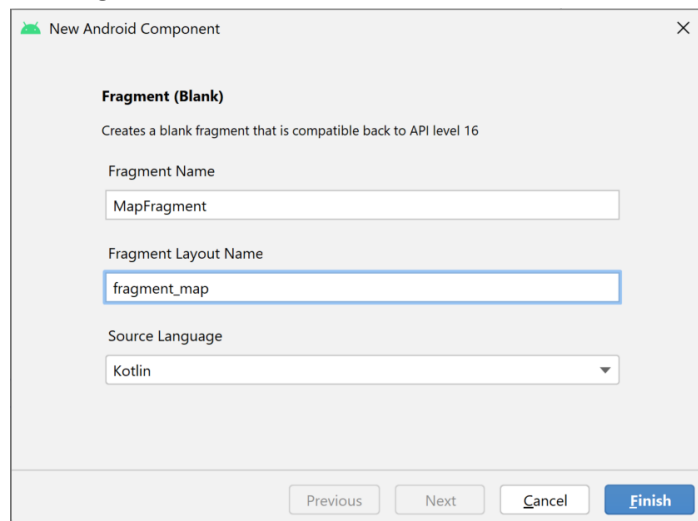 New Android Component
Fragment (Blank)
Creates a blank fragment that is compatible back to API level 16
Fragment Name
MapFragment
Fragment Layout Name
fragment_map
Source Language
Kotlin
Previous Next Cancel Finish